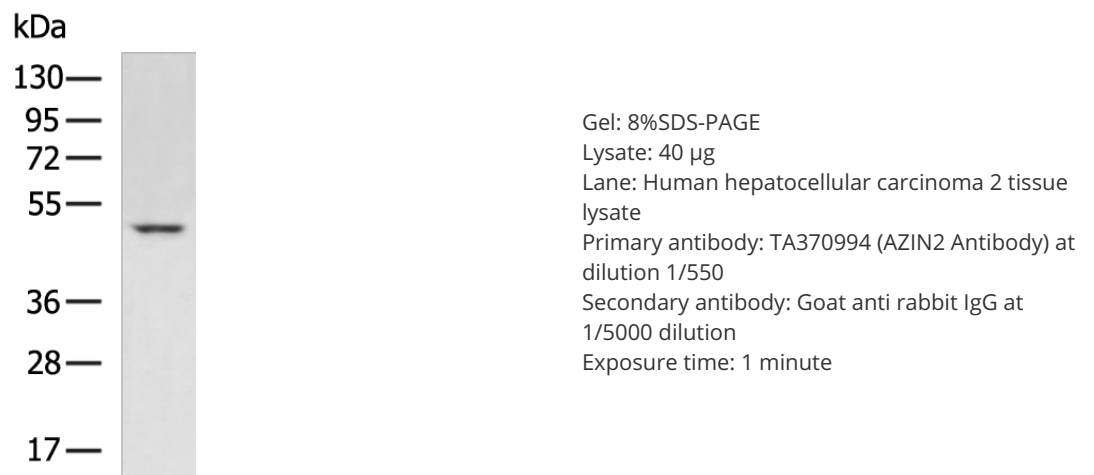 kDa
130
95
72
55
36
28
17
Gel: 8%SDS-PAGE
Lysate: 40 µg
Lane: Human hepatocellular carcinoma 2 tissue
lysate
Primary antibody: TA370994 (AZIN2 Antibody) at
dilution 1/550
Secondary antibody: Goat anti rabbit IgG at
1/5000 dilution
Exposure time: 1 minute